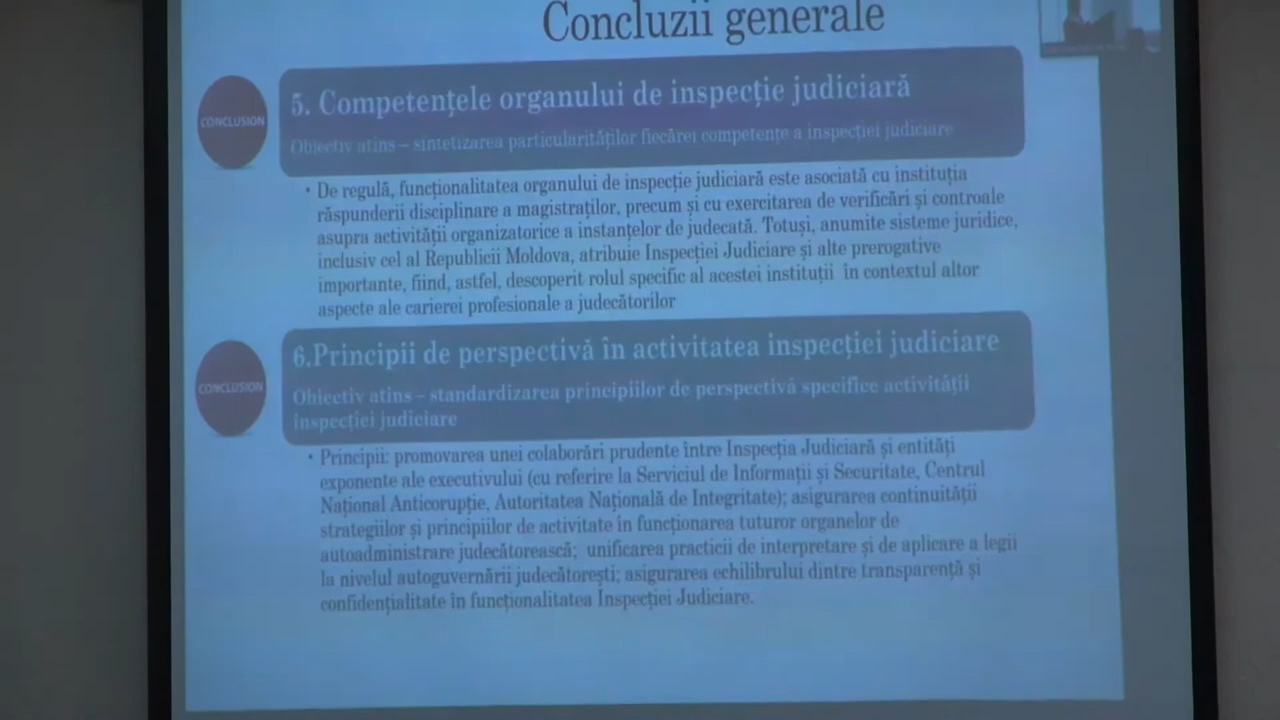 Concluzii generale
CONCLUSION
5. Competențele organului de inspecție judiciară
Obiectiv atins – sintetizarea particularităților fiecărei competențe a inspecției judiciare
• De regulă, funcționalitatea organului de inspecție judiciară este asociată cu instituția
răspunderii disciplinare a magistraților, precum și cu exercitarea de verificări și controale
asupra activității organizatorice a instanțelor de judecată. Totuși, anumite sisteme juridice,
inclusiv cel al Republicii Moldova, atribuie Inspecției Judiciare și alte prerogative
importante, fiind, astfel, descoperit rolul specific al acestei instituții în contextul altor
aspecte ale carierei profesionale a judecătorilor
CONCLUSION
6.Principii de perspectivă în activitatea inspecției judiciare
Obiectiv atins – standardizarea principiilor de perspectivă specifice activității
inspecției judiciare
• Principii: promovarea unei colaborări prudente între Inspecția Judiciară și entități
exponente ale executivului (cu referire la Serviciul de Informații și Securitate, Centrul
Național Anticorupție, Autoritatea Națională de Integritate); asigurarea continuității
strategiilor și principiilor de activitate în funcționarea tuturor organelor de
autoadministrare judecătorească; unificarea practicii de interpretare și de aplicare a legii
la nivelul autoguvernării judecătorești; asigurarea echilibrului dintre transparență și
confidențialitate în funcționalitatea Inspecției Judiciare.